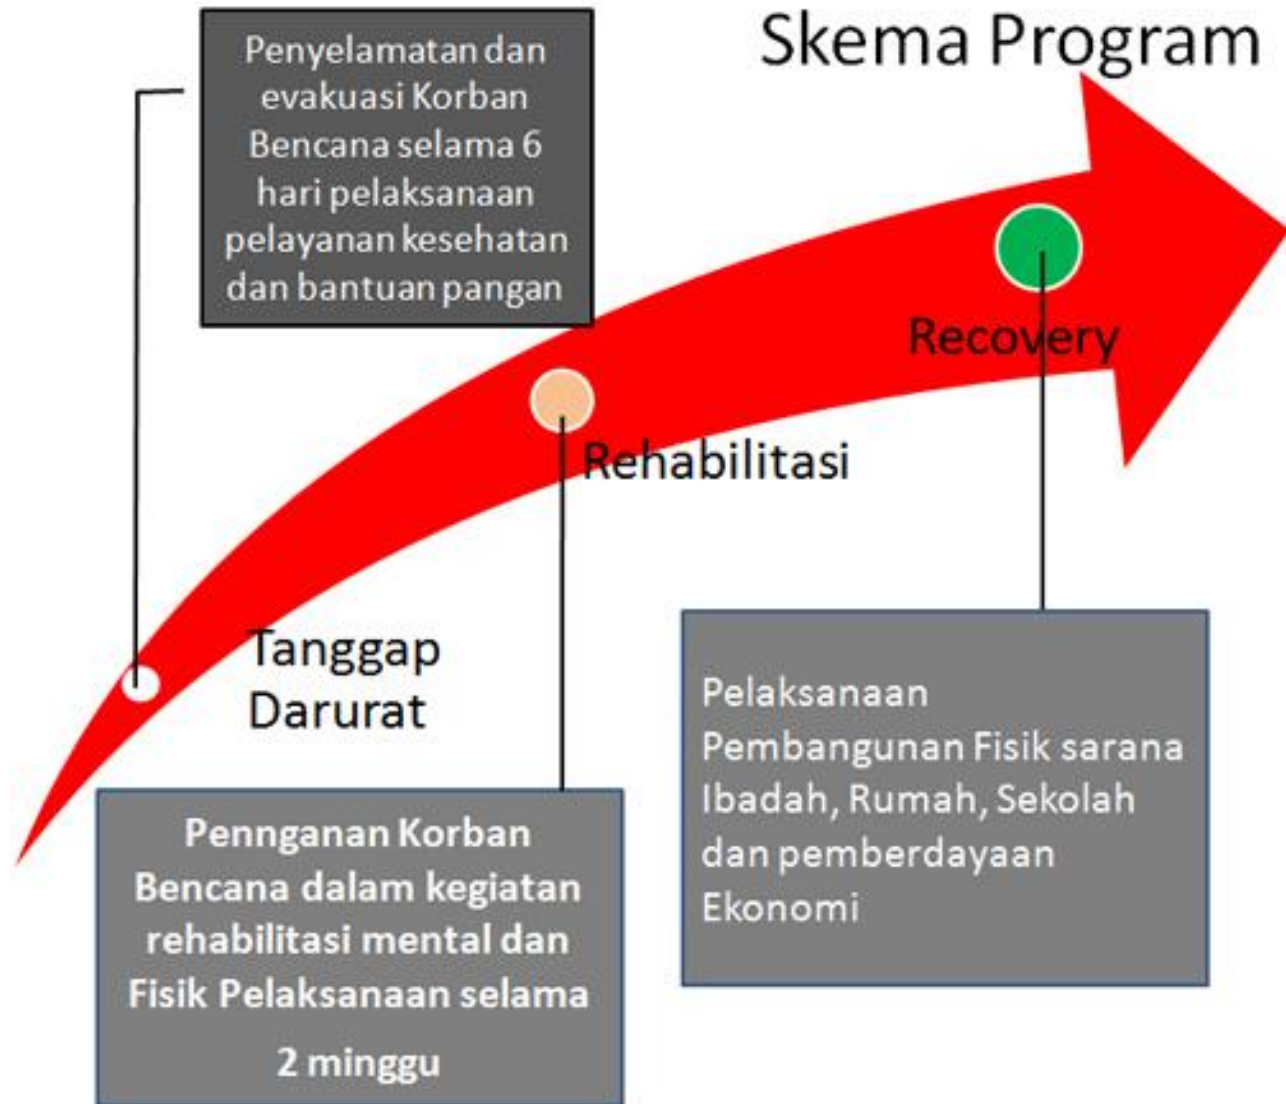 Skema Program
Penyelamatan dan
evakuasi Korban
Bencana selama 6
hari pelaksanaan
pelayanan kesehatan
dan bantuan pangan
Recovery
Rehabilitasi
Tanggap
Darurat
Pennganan Korban
Bencana dalam kegiatan
rehabilitasi mental dan
Fisik Pelaksanaan selama
2 minggu
Pelaksanaan
Pembangunan Fisik sarana
Ibadah, Rumah, Sekolah
dan pemberdayaan
Ekonomi